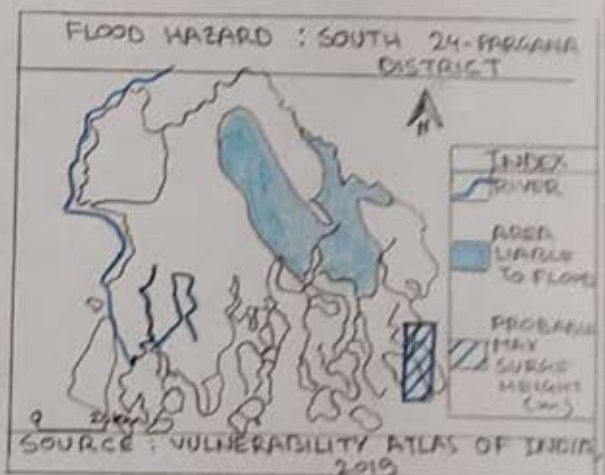 FLOOD HAZARD : SOUTH 24-PARGANA
DISTRICT
N
INDEX
RIVER
AREA
LIABLE
TO FLOOD
PROBABLE
MAX
SURGE
HEIGHT
(m)
0
SOURCE : VULNERABILITY ATLAS OF INDIA
2019